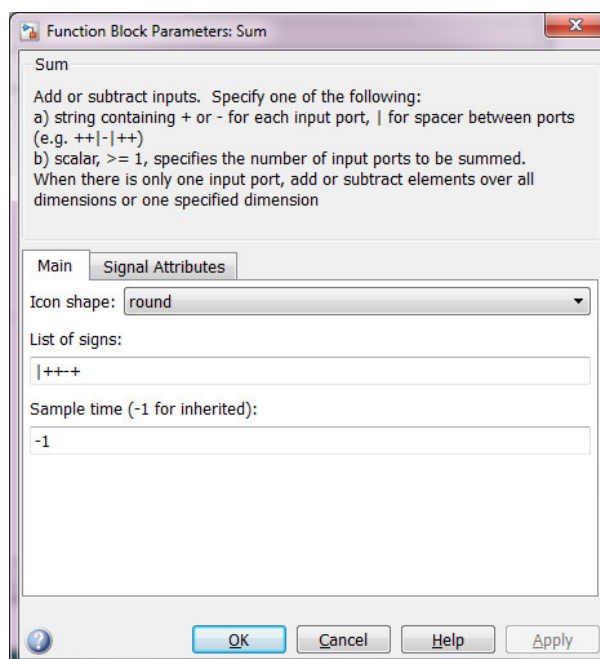 Function Block Parameters: Sum
Sum
Add or subtract inputs.  Specify one of the following:
a) string containing + or - for each input port, | for spacer between ports
(e.g. ++|-|++)
b) scalar, >= 1, specifies the number of input ports to be summed.
When there is only one input port, add or subtract elements over all
dimensions or one specified dimension
Main
Signal Attributes
Icon shape: round
List of signs:
|++-+
Sample time (-1 for inherited):
-1
OK
Cancel
Help
Apply